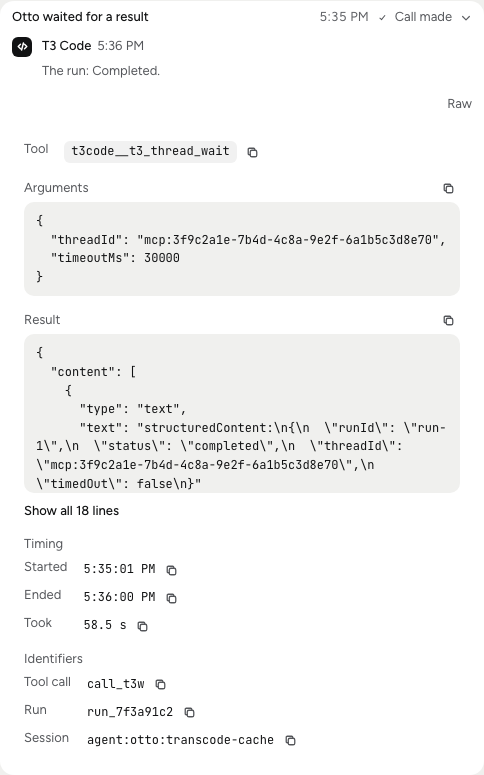 Otto waited for a result 5:35 PM ✓ Call made
T3 Code 5:36 PM
The run: Completed.
Raw
Tool t3code__t3_thread_wait
Arguments
{
  "threadId": "mcp:3f9c2a1e-7b4d-4c8a-9e2f-6a1b5c3d8e70",
  "timeoutMs": 30000
}
Result
{
  "content": [
    {
      "type": "text",
      "text": "structuredContent:\n{\n  \"runId\": \"run-
1\",\n  \"status\": \"completed\",\n  \"threadId\":
\"mcp:3f9c2a1e-7b4d-4c8a-9e2f-6a1b5c3d8e70\",\n
\"timedOut\": false\n}"
Show all 18 lines
Timing
Started 5:35:01 PM
Ended 5:36:00 PM
Took 58.5 s
Identifiers
Tool call call_t3w
Run run_7f3a91c2
Session agent:otto:transcode-cache